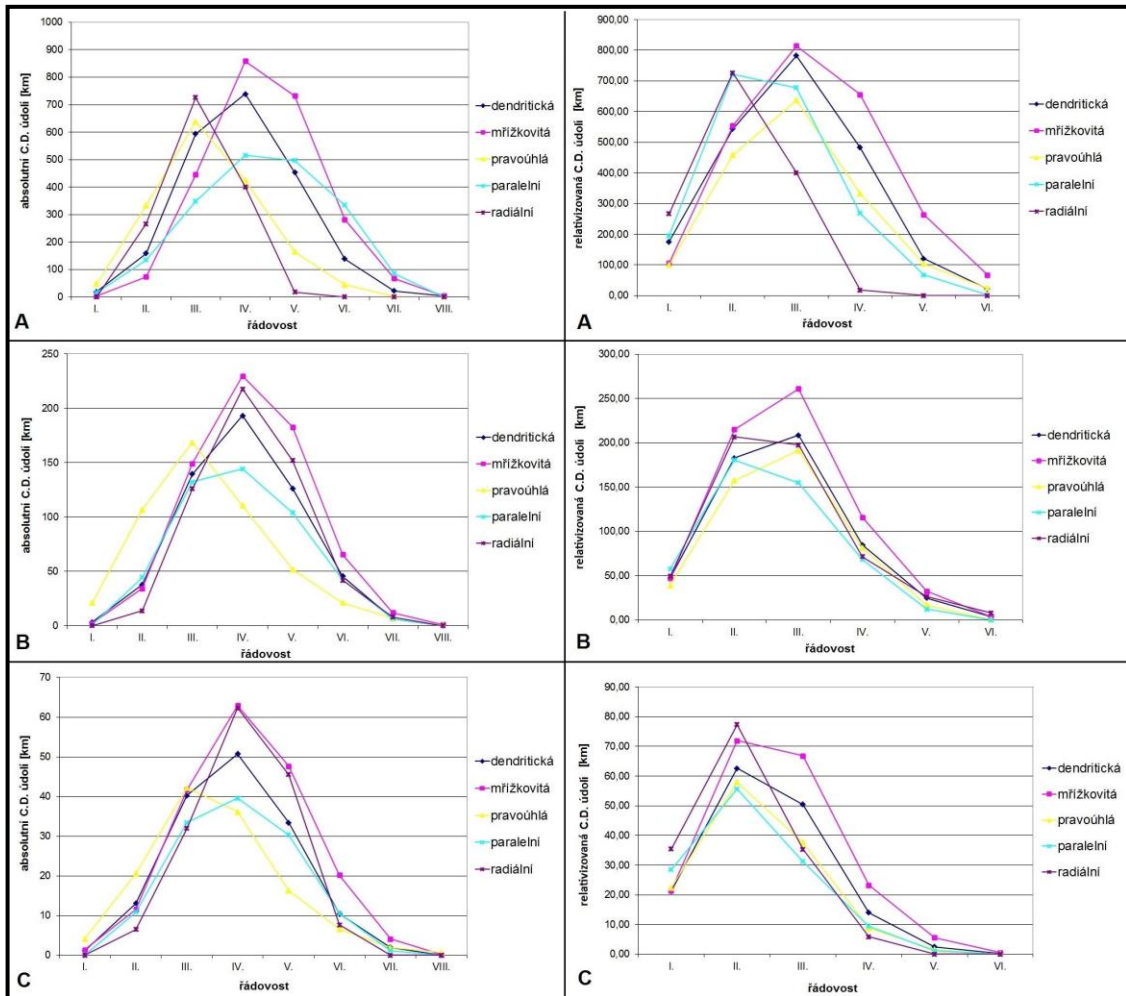 absolutní C.D. údolí [km]
1000
900
800
700
600
500
400
300
200
100
0
I. II. III. IV. V. VI. VII. VIII.
řádovost
dendritická
mřížkovitá
pravoúhlá
paralelní
radiální
A
relativizovaná C.D. údolí [km]
900,00
800,00
700,00
600,00
500,00
400,00
300,00
200,00
100,00
0,00
I. II. III. IV. V. VI.
řádovost
dendritická
mřížkovitá
pravoúhlá
paralelní
radiální
A
absolutní C.D. údolí [km]
250
200
150
100
50
0
I. II. III. IV. V. VI. VII. VIII.
řádovost
dendritická
mřížkovitá
pravoúhlá
paralelní
radiální
B
relativizovaná C.D. údolí [km]
300,00
250,00
200,00
150,00
100,00
50,00
0,00
I. II. III. IV. V. VI.
řádovost
dendritická
mřížkovitá
pravoúhlá
paralelní
radiální
B
absolutní C.D. údolí [km]
70
60
50
40
30
20
10
0
I. II. III. IV. V. VI. VII. VIII.
řádovost
dendritická
mřížkovitá
pravoúhlá
paralelní
radiální
C
relativizovaná C.D. údolí [km]
90,00
80,00
70,00
60,00
50,00
40,00
30,00
20,00
10,00
0,00
I. II. III. IV. V. VI.
řádovost
dendritická
mřížkovitá
pravoúhlá
paralelní
radiální
C